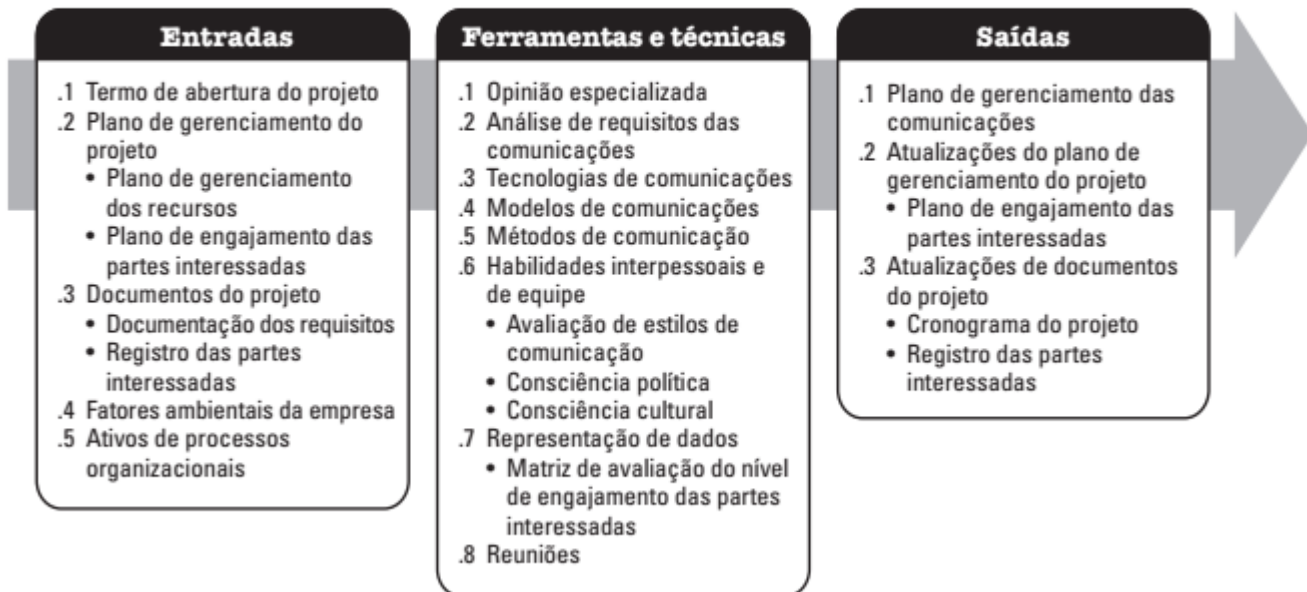 Entradas
.1 Termo de abertura do projeto
.2 Plano de gerenciamento do
projeto
• Plano de gerenciamento
dos recursos
• Plano de engajamento das
partes interessadas
.3 Documentos do projeto
• Documentação dos requisitos
• Registro das partes
interessadas
.4 Fatores ambientais da empresa
.5 Ativos de processos
organizacionais
Ferramentas e técnicas
.1 Opinião especializada
.2 Análise de requisitos das
comunicações
.3 Tecnologias de comunicações
.4 Modelos de comunicações
.5 Métodos de comunicação
.6 Habilidades interpessoais e
de equipe
• Avaliação de estilos de
comunicação
• Consciência política
• Consciência cultural
.7 Representação de dados
• Matriz de avaliação do nível
de engajamento das partes
interessadas
.8 Reuniões
Saídas
.1 Plano de gerenciamento das
comunicações
.2 Atualizações do plano de
gerenciamento do projeto
• Plano de engajamento das
partes interessadas
.3 Atualizações de documentos
do projeto
• Cronograma do projeto
• Registro das partes
interessadas